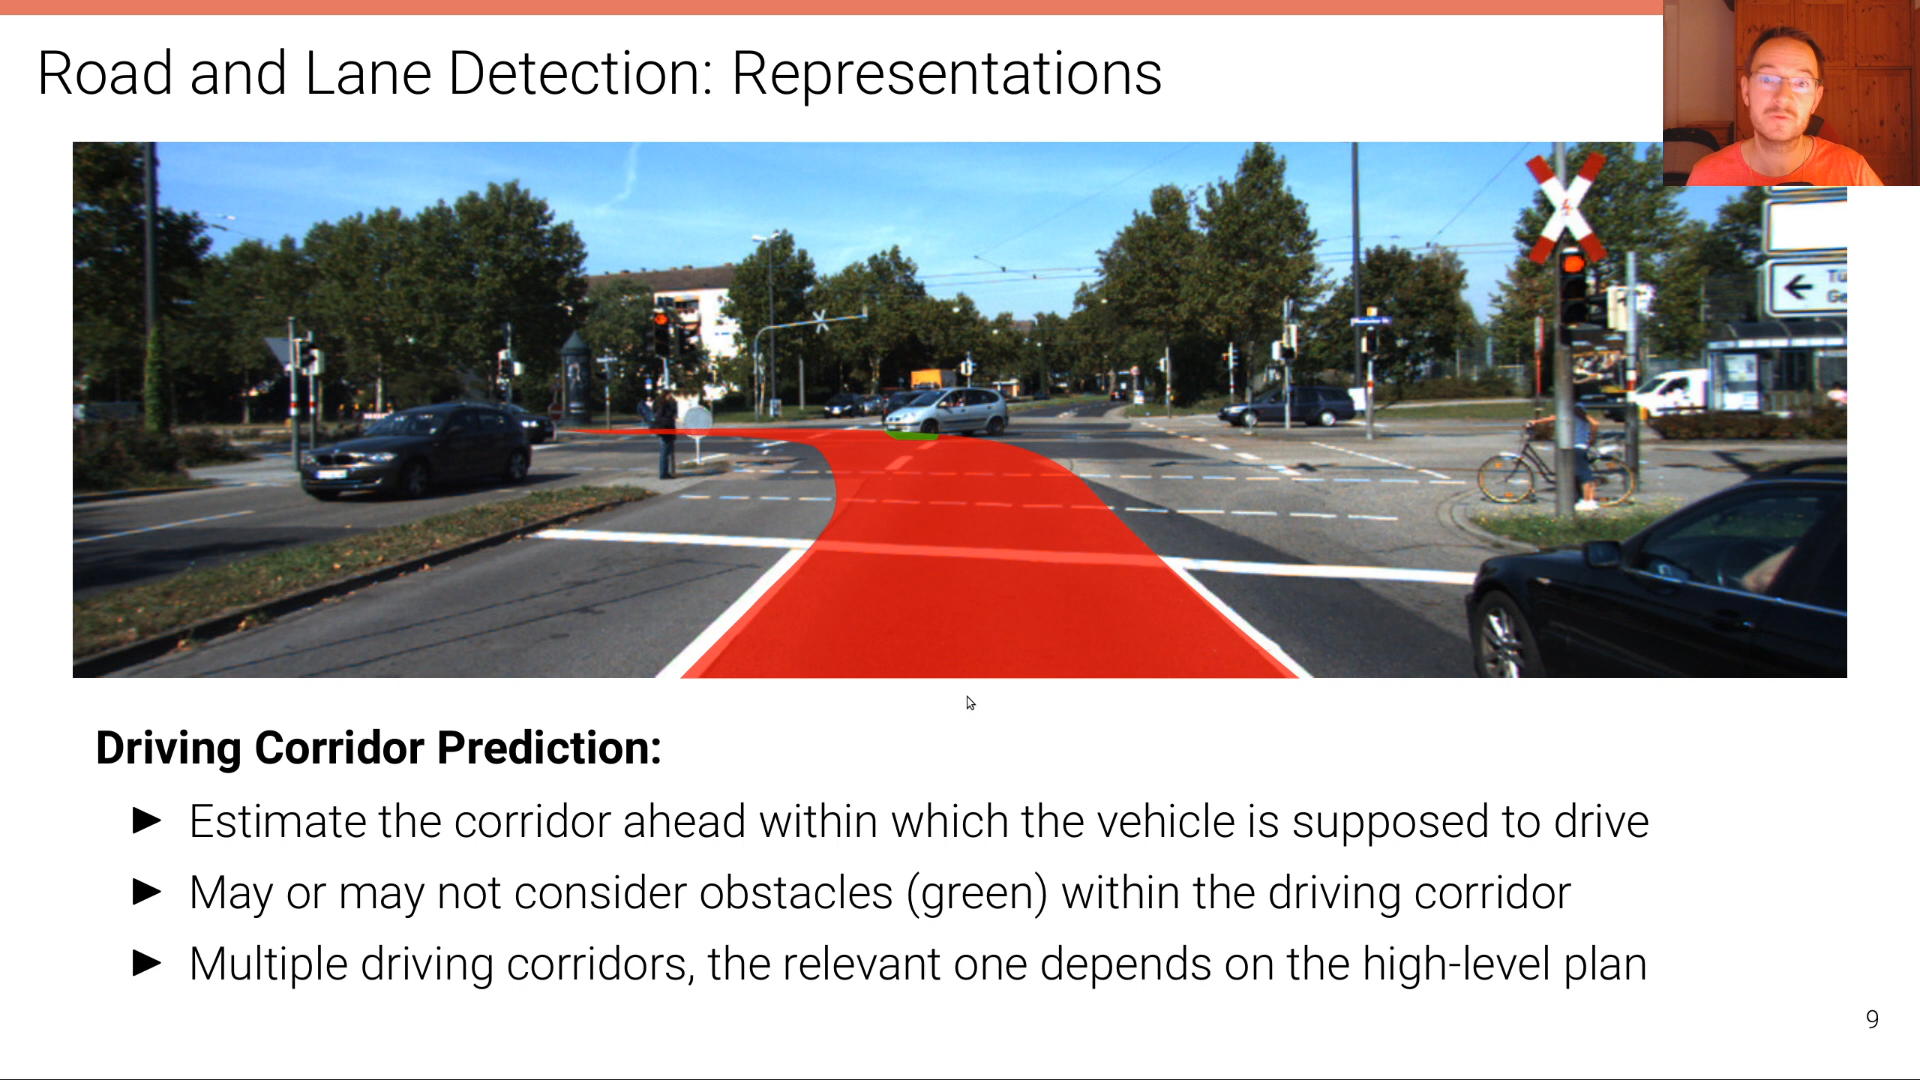 Road and Lane Detection: Representations
Driving Corridor Prediction:
► Estimate the corridor ahead within which the vehicle is supposed to drive
► May or may not consider obstacles (green) within the driving corridor
► Multiple driving corridors, the relevant one depends on the high-level plan
9